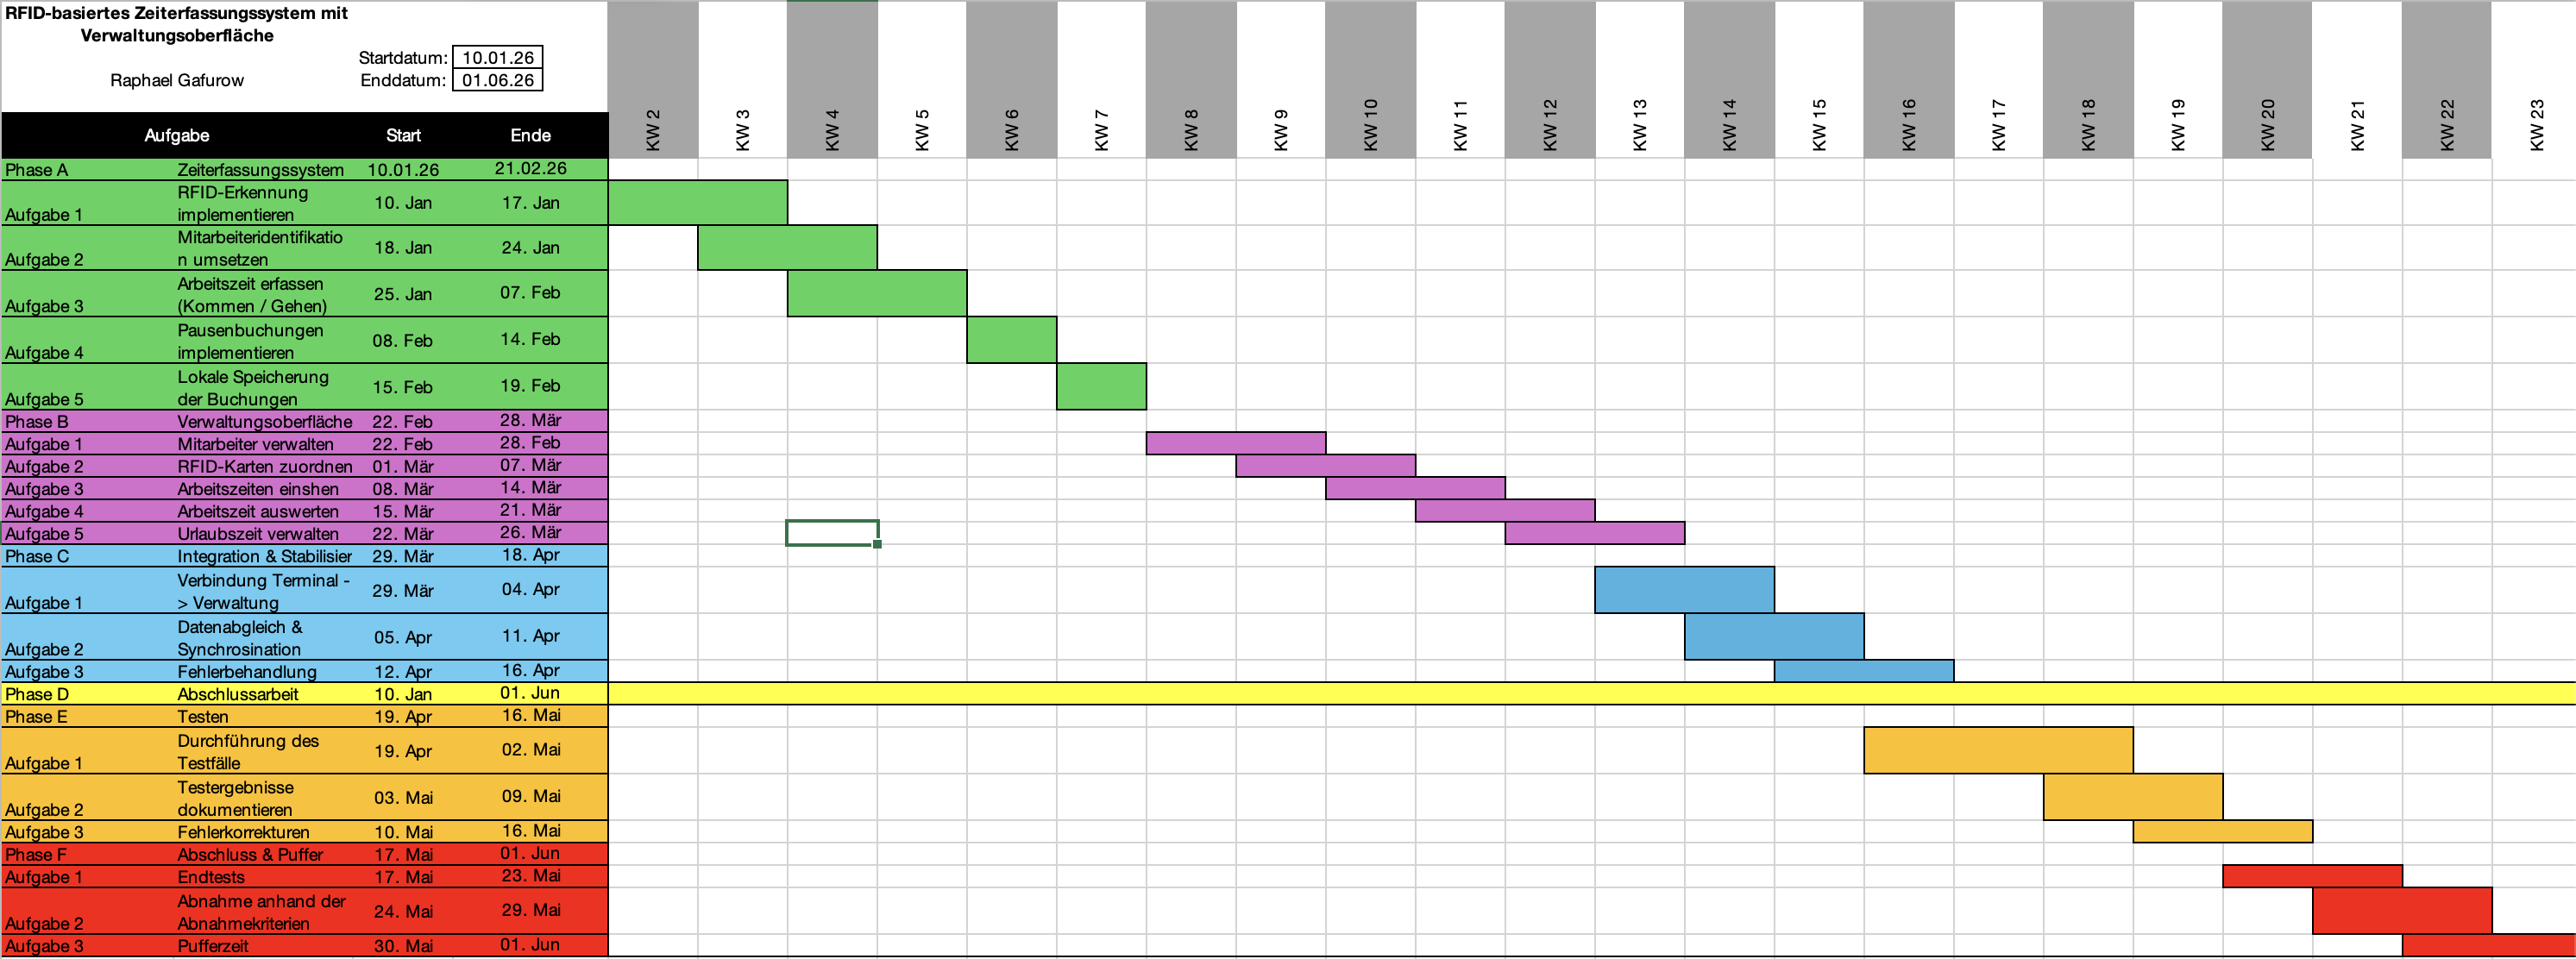 RFID-basiertes Zeiterfassungssystem mit
Verwaltungsoberfläche
Startdatum: 10.01.26
Raphael Gafurow Enddatum: 01.06.26
KW 2 KW 3 KW 4 KW 5 KW 6 KW 7 KW 8 KW 9 KW 10 KW 11 KW 12 KW 13 KW 14 KW 15 KW 16 KW 17 KW 18 KW 19 KW 20 KW 21 KW 22 KW 23
Aufgabe Start Ende
Phase A Zeiterfassungssystem 10.01.26 21.02.26
RFID-Erkennung
Aufgabe 1 implementieren 10. Jan 17. Jan
Mitarbeiteridentifikatio
Aufgabe 2 n umsetzen 18. Jan 24. Jan
Arbeitszeit erfassen
Aufgabe 3 (Kommen / Gehen) 25. Jan 07. Feb
Pausenbuchungen
Aufgabe 4 implementieren 08. Feb 14. Feb
Lokale Speicherung
Aufgabe 5 der Buchungen 15. Feb 19. Feb
Phase B Verwaltungsoberfläche 22. Feb 28. Mär
Aufgabe 1 Mitarbeiter verwalten 22. Feb 28. Feb
Aufgabe 2 RFID-Karten zuordnen 01. Mär 07. Mär
Aufgabe 3 Arbeitszeiten einshen 08. Mär 14. Mär
Aufgabe 4 Arbeitszeit auswerten 15. Mär 21. Mär
Aufgabe 5 Urlaubszeit verwalten 22. Mär 26. Mär
Phase C Integration & Stabilisier 29. Mär 18. Apr
Verbindung Terminal -
Aufgabe 1 > Verwaltung 29. Mär 04. Apr
Datenabgleich &
Aufgabe 2 Synchrosination 05. Apr 11. Apr
Aufgabe 3 Fehlerbehandlung 12. Apr 16. Apr
Phase D Abschlussarbeit 10. Jan 01. Jun
Phase E Testen 19. Apr 16. Mai
Durchführung des
Aufgabe 1 Testfälle 19. Apr 02. Mai
Testergebnisse
Aufgabe 2 dokumentieren 03. Mai 09. Mai
Aufgabe 3 Fehlerkorrekturen 10. Mai 16. Mai
Phase F Abschluss & Puffer 17. Mai 01. Jun
Aufgabe 1 Endtests 17. Mai 23. Mai
Abnahme anhand der
Aufgabe 2 Abnahmekriterien 24. Mai 29. Mai
Aufgabe 3 Pufferzeit 30. Mai 01. Jun